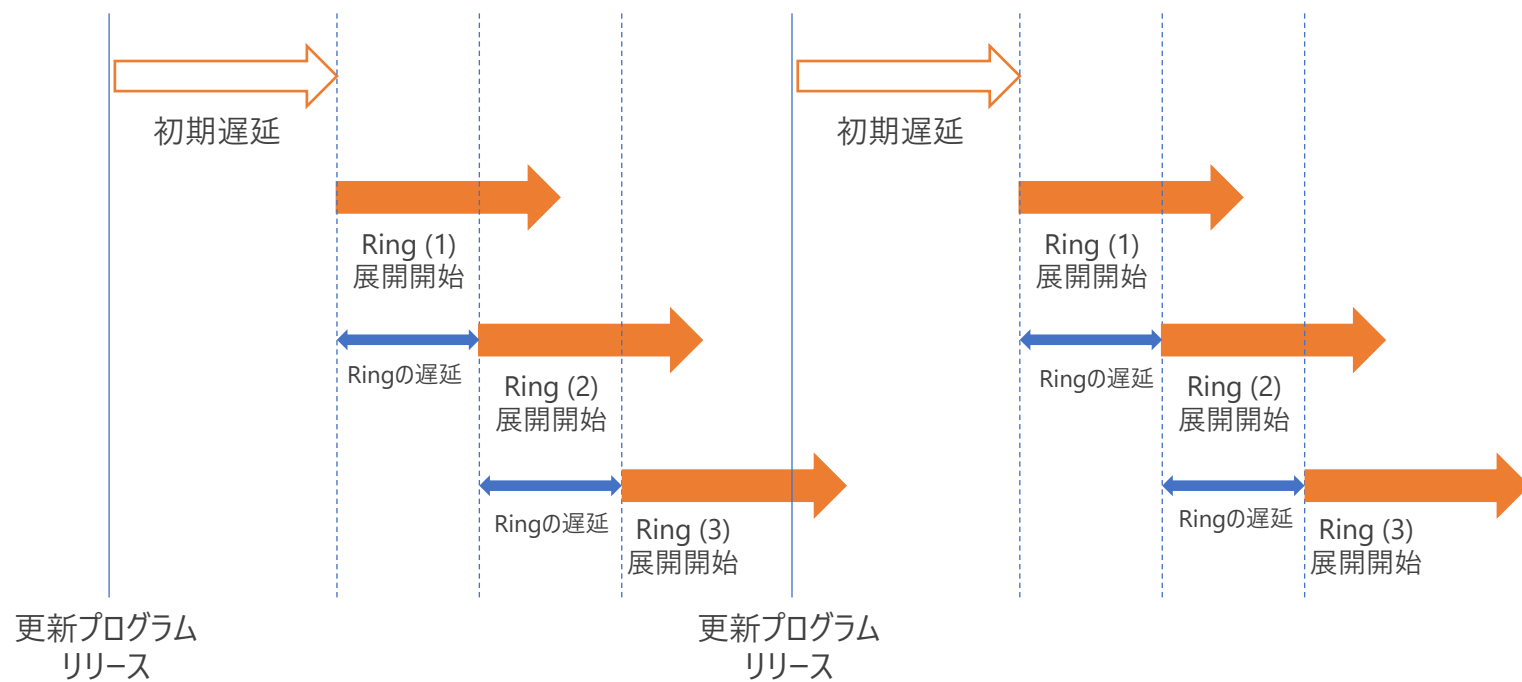 初期遅延
Ring (1)
展開開始
Ringの遅延
Ring (2)
展開開始
Ringの遅延
Ring (3)
展開開始
更新プログラム
リリース
初期遅延
Ring (1)
展開開始
Ringの遅延
Ring (2)
展開開始
Ringの遅延
Ring (3)
展開開始
更新プログラム
リリース